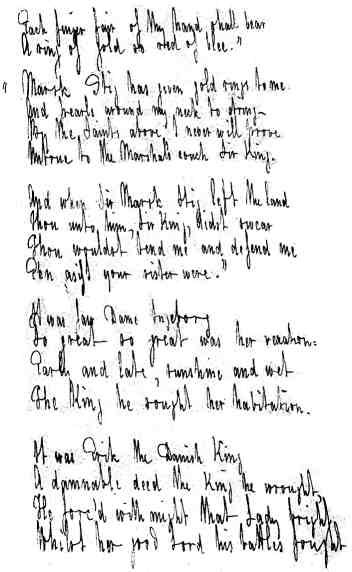 Each finger fair of thy hand shall bear
A ring of gold so red of blee."
"Marsk Stig has given gold rings to me.
And pearls around my neck to string—
By the Saints above, I never will prove
Untrue to the Marshal's couch Sir King.
And when Sir Marsk Stig left the land
Thou unto him, Sir King, didst swear
Thou wouldst tend me and defend me
Een as if your sister were."
It was fair Dame Ingeborg
So great so great was her vexation:
Early and late, sunshine and wet
The King he sought her habitation.
It was Erik the Danish King
A damnable deed the King he wrought,
He forc'd with might that Lady bright,
Whilst her good Lord his battles fought